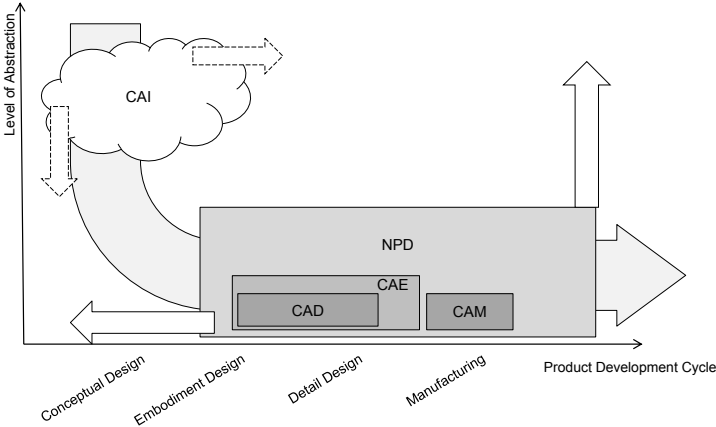 Level of Abstraction
CAI
NPD
CAE
CAD
CAM
Product Development Cycle
Conceptual Design
Embodiment Design
Detail Design
Manufacturing